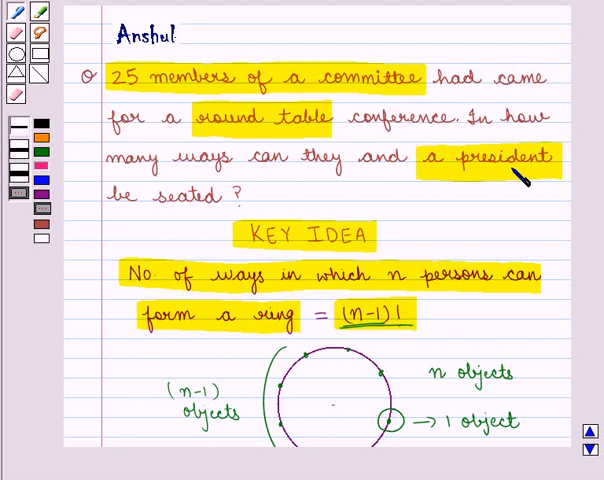 Anshul
Q 25 members of a committee had came
for a round table conference. In how
many ways can they and a president
be seated ?
KEY IDEA
No. of ways in which n persons can
form a ring = (n-1)!
(n-1)
objects
n objects
→ 1 object